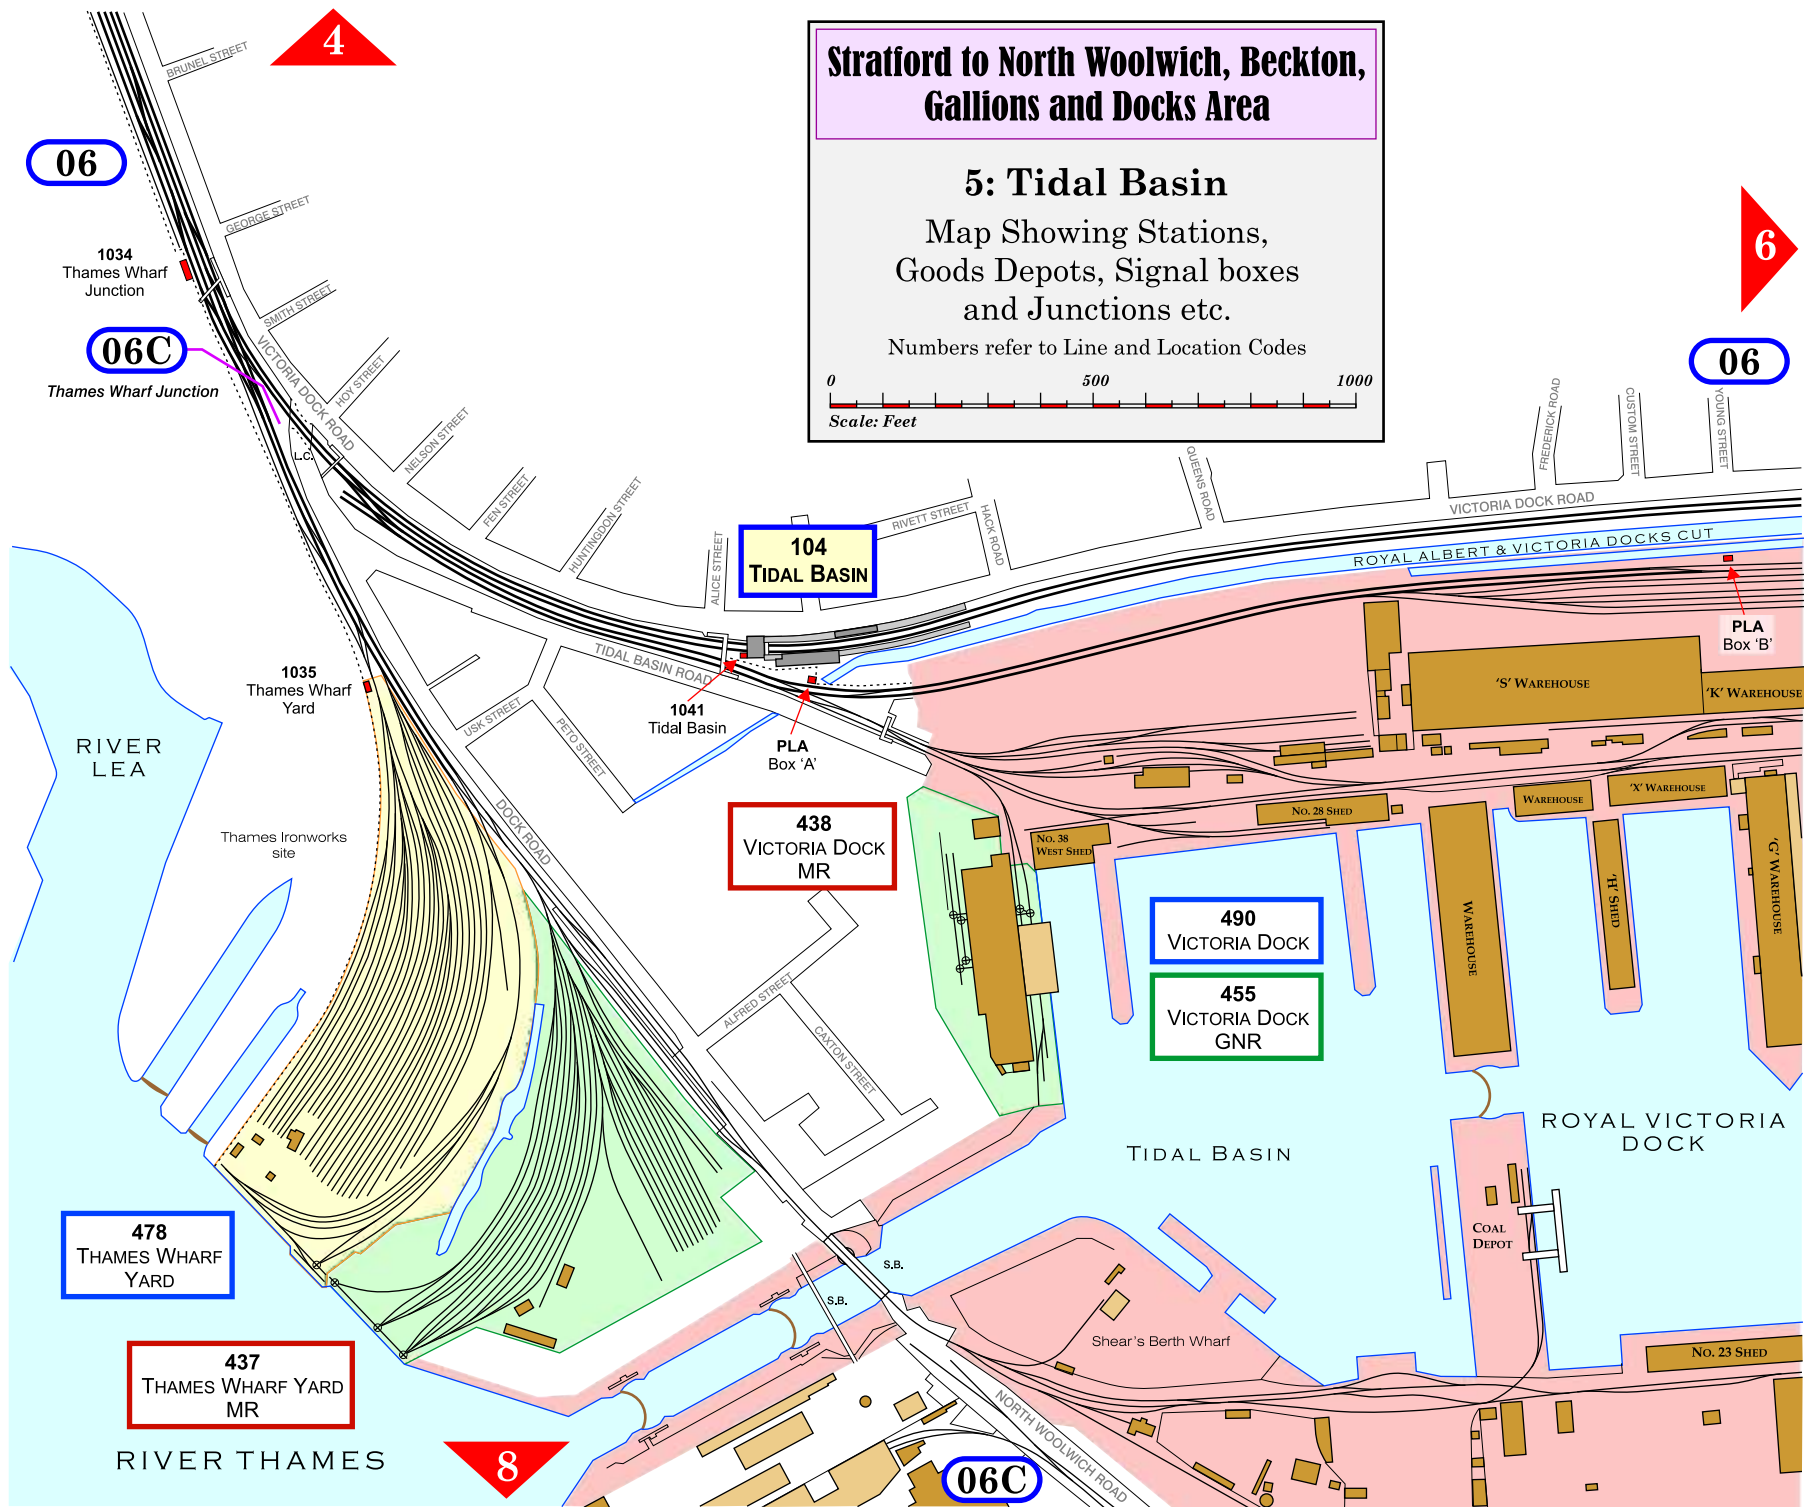 4
BRUNEL STREET
Stratford to North Woolwich, Beckton,
Gallions and Docks Area
5: Tidal Basin
Map Showing Stations,
Goods Depots, Signal boxes
and Junctions etc.
Numbers refer to Line and Location Codes
0 500 1000
Scale: Feet
06
GEORGE STREET
6
1034
Thames Wharf
Junction
SMITH STREET
06C
Thames Wharf Junction
VICTORIA DOCK ROAD
HOY STREET
06
L.C.
NELSON STREET
FEN STREET
HUNTINGDON STREET
ALICE STREET
RIVETT STREET
HACK ROAD
QUEENS ROAD
FREDERICK ROAD
CUSTOM STREET
YOUNG STREET
VICTORIA DOCK ROAD
104
TIDAL BASIN
ROYAL ALBERT & VICTORIA DOCKS CUT
PLA
Box 'B'
TIDAL BASIN ROAD
1035
Thames Wharf
Yard
1041
Tidal Basin
PLA
Box 'A'
USK STREET
PETO STREET
'S' WAREHOUSE
'K' WAREHOUSE
RIVER
LEA
DOCK ROAD
Thames Ironworks
site
438
VICTORIA DOCK
MR
No. 38
WEST SHED
No. 28 SHED
WAREHOUSE
'X' WAREHOUSE
'G' WAREHOUSE
'H' SHED
WAREHOUSE
490
VICTORIA DOCK
455
VICTORIA DOCK
GNR
ALFRED STREET
CAXTON STREET
TIDAL BASIN
ROYAL VICTORIA
DOCK
478
THAMES WHARF
YARD
COAL
DEPOT
S.B.
S.B.
Shear's Berth Wharf
No. 23 SHED
437
THAMES WHARF YARD
MR
RIVER THAMES
8
06C
NORTH WOOLWICH ROAD